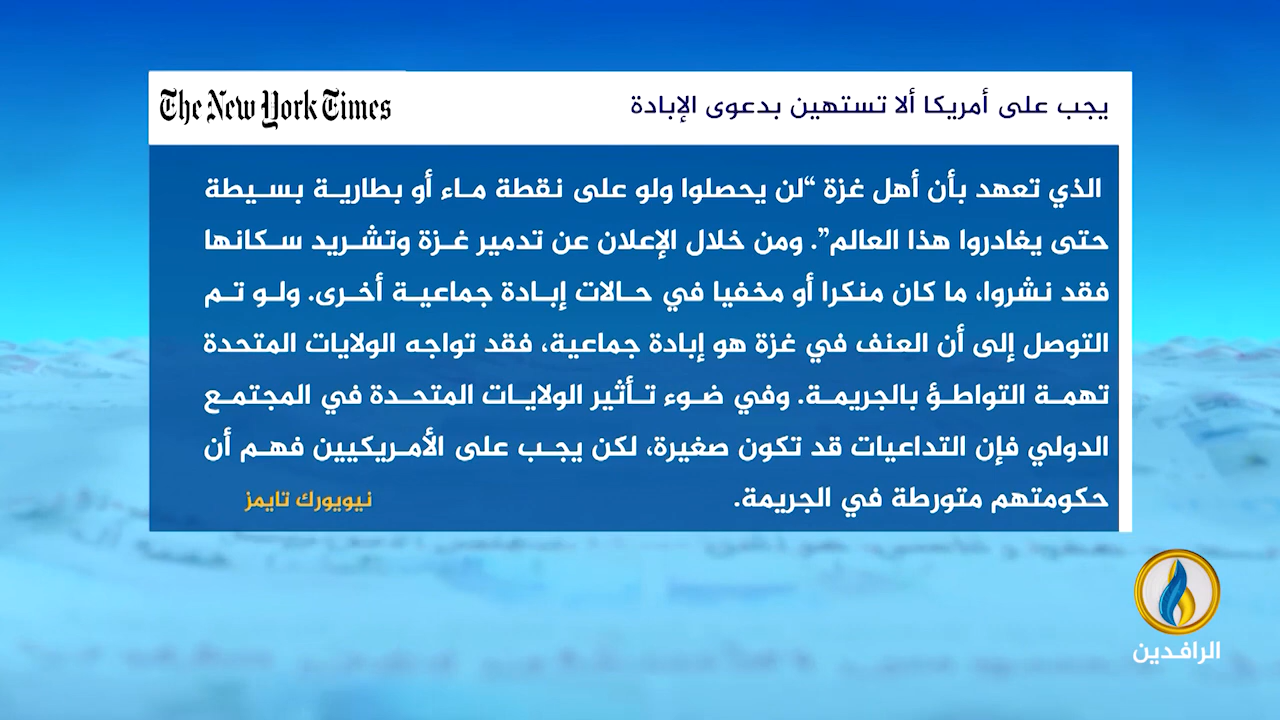 The New York Times
يجب على أمريكا ألا تستهين بدعوى الإبادة
الذي تعهد بأن أهل غزة “لن يحصلوا ولو على نقطة ماء أو بطارية بسيطة
حتى يغادروا هذا العالم”. ومن خلال الإعلان عن تدمير غزة وتشريد سكانها
فقد نشروا، ما كان منكرا أو مخفيا في حالات إبادة جماعية أخرى. ولو تم
التوصل إلى أن العنف في غزة هو إبادة جماعية، فقد تواجه الولايات المتحدة
تهمة التواطؤ بالجريمة. وفي ضوء تأثير الولايات المتحدة في المجتمع
الدولي فإن التداعيات قد تكون صغيرة، لكن يجب على الأمريكيين فهم أن
حكومتهم متورطة في الجريمة.
نيويورك تايمز
الرافدين